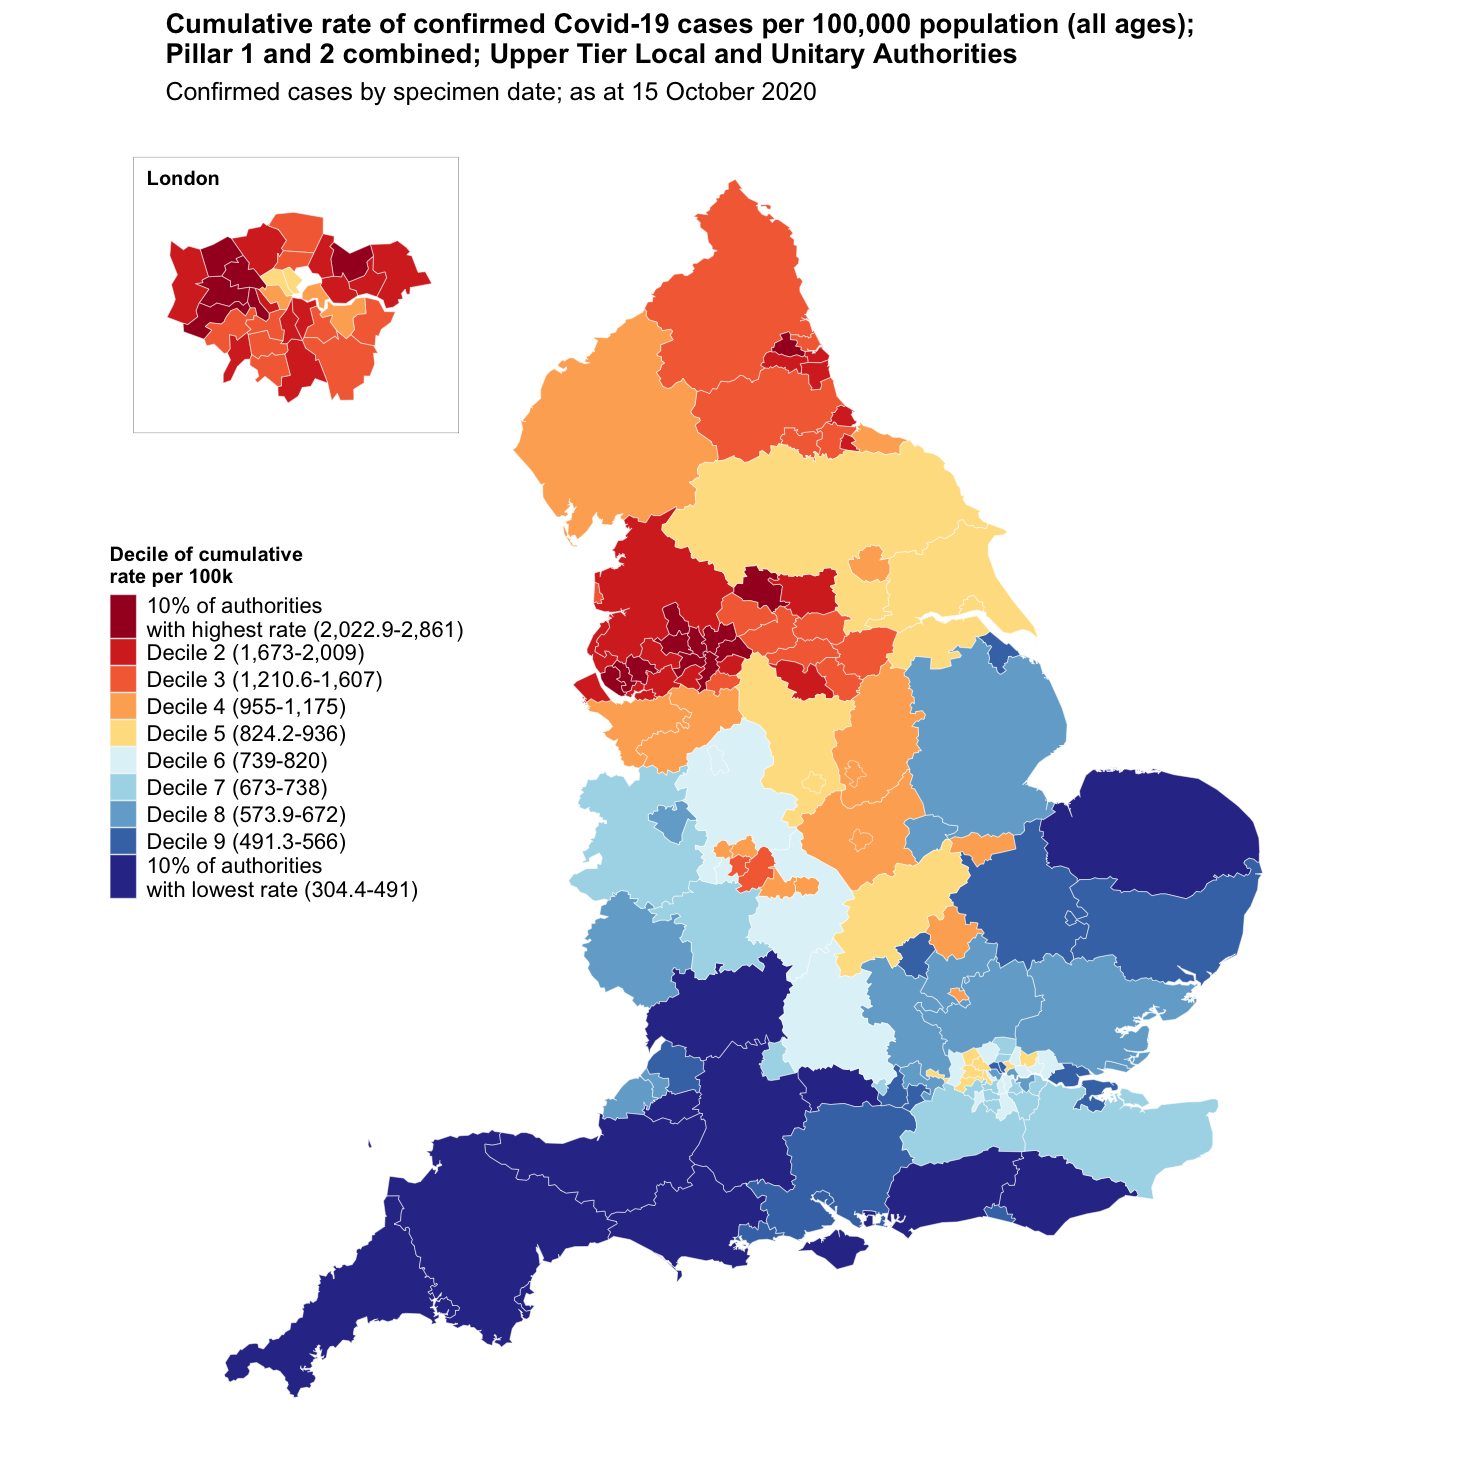 Cumulative rate of confirmed Covid-19 cases per 100,000 population (all ages);
Pillar 1 and 2 combined; Upper Tier Local and Unitary Authorities
Confirmed cases by specimen date; as at 15 October 2020
London
Decile of cumulative
rate per 100k
10% of authorities
with highest rate (2,022.9-2,861)
Decile 2 (1,673-2,009)
Decile 3 (1,210.6-1,607)
Decile 4 (955-1,175)
Decile 5 (824.2-936)
Decile 6 (739-820)
Decile 7 (673-738)
Decile 8 (573.9-672)
Decile 9 (491.3-566)
10% of authorities
with lowest rate (304.4-491)